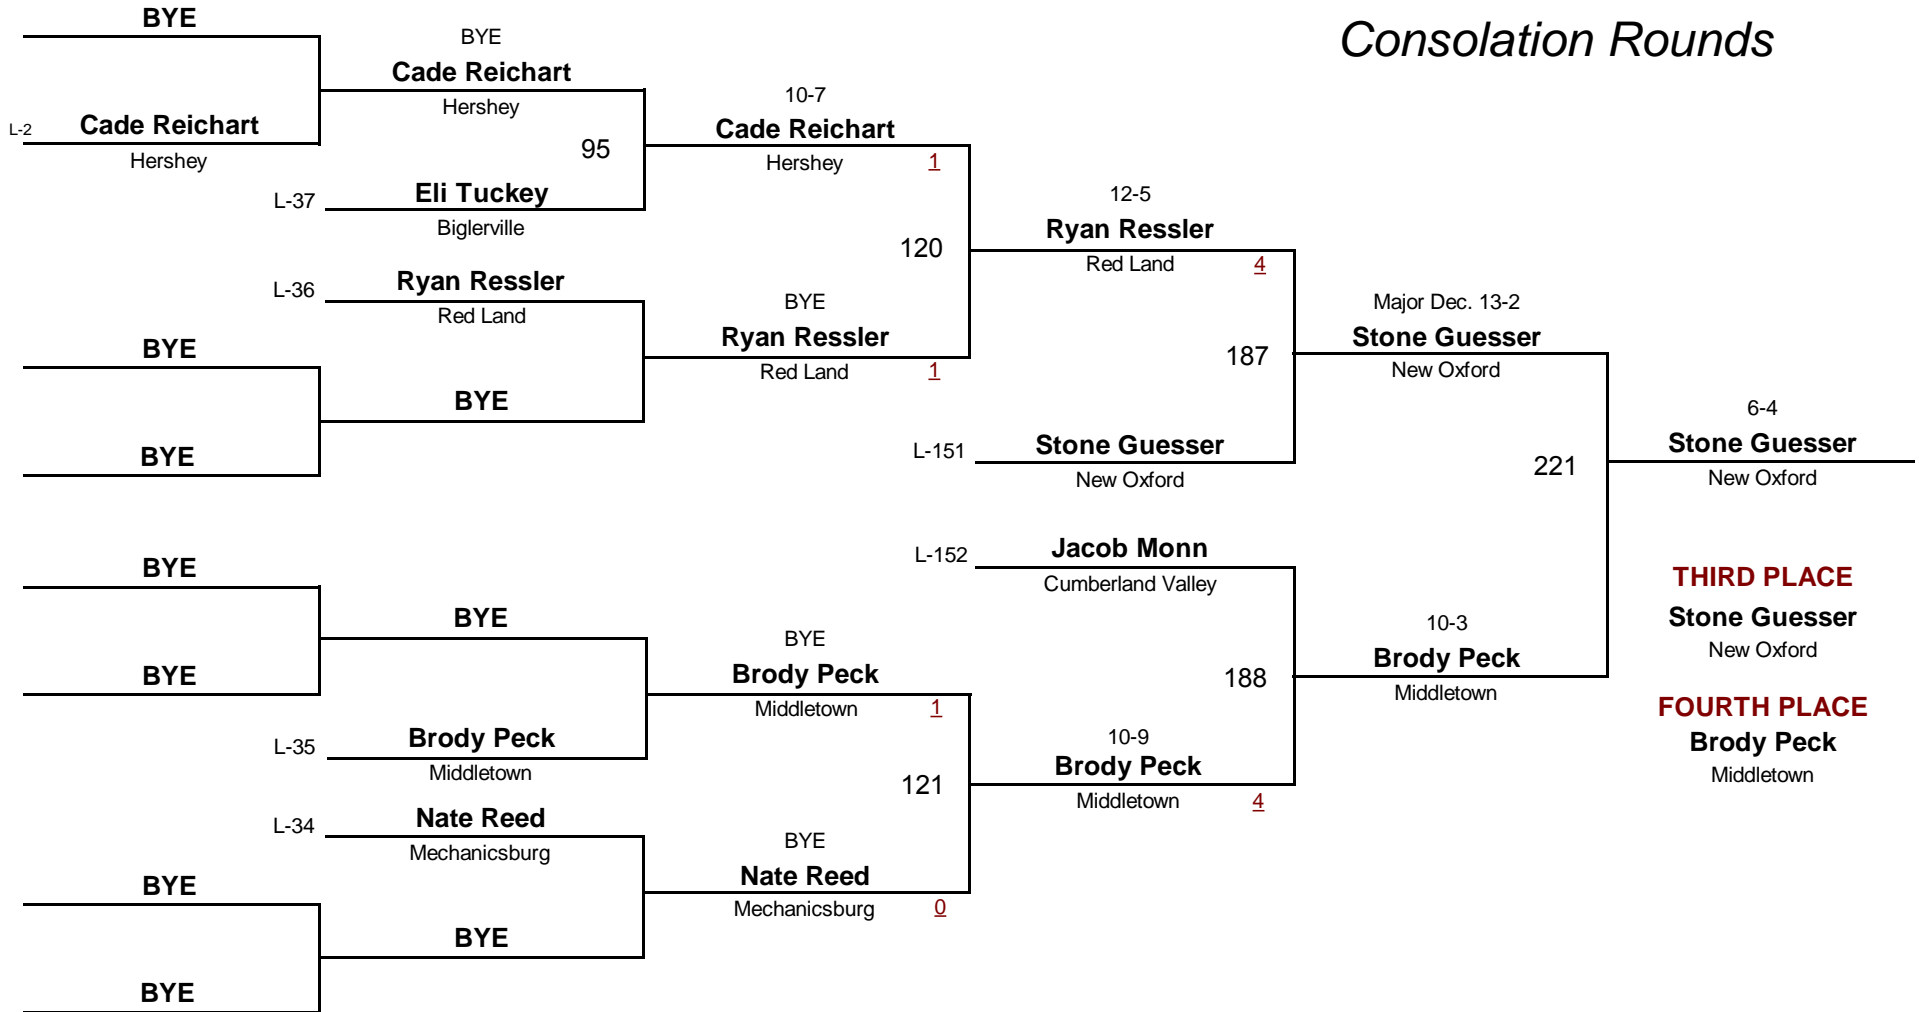 Consolation Rounds
BYE
L-2 Cade Reichart
Hershey
BYE
BYE
BYE
BYE
BYE
BYE
BYE
Cade Reichart
Hershey
95
L-37 Eli Tuckey
Biglerville
L-36 Ryan Ressler
Red Land
BYE
BYE
L-35 Brody Peck
Middletown
L-34 Nate Reed
Mechanicsburg
BYE
10-7
Cade Reichart
Hershey 1
120
BYE
Ryan Ressler
Red Land 1
BYE
Brody Peck
Middletown 1
121
BYE
Nate Reed
Mechanicsburg 0
12-5
Ryan Ressler
Red Land 4
187
L-151 Stone Guesser
New Oxford
L-152 Jacob Monn
Cumberland Valley
188
10-9
Brody Peck
Middletown 4
Major Dec. 13-2
Stone Guesser
New Oxford
221
10-3
Brody Peck
Middletown
6-4
Stone Guesser
New Oxford
THIRD PLACE
Stone Guesser
New Oxford
FOURTH PLACE
Brody Peck
Middletown